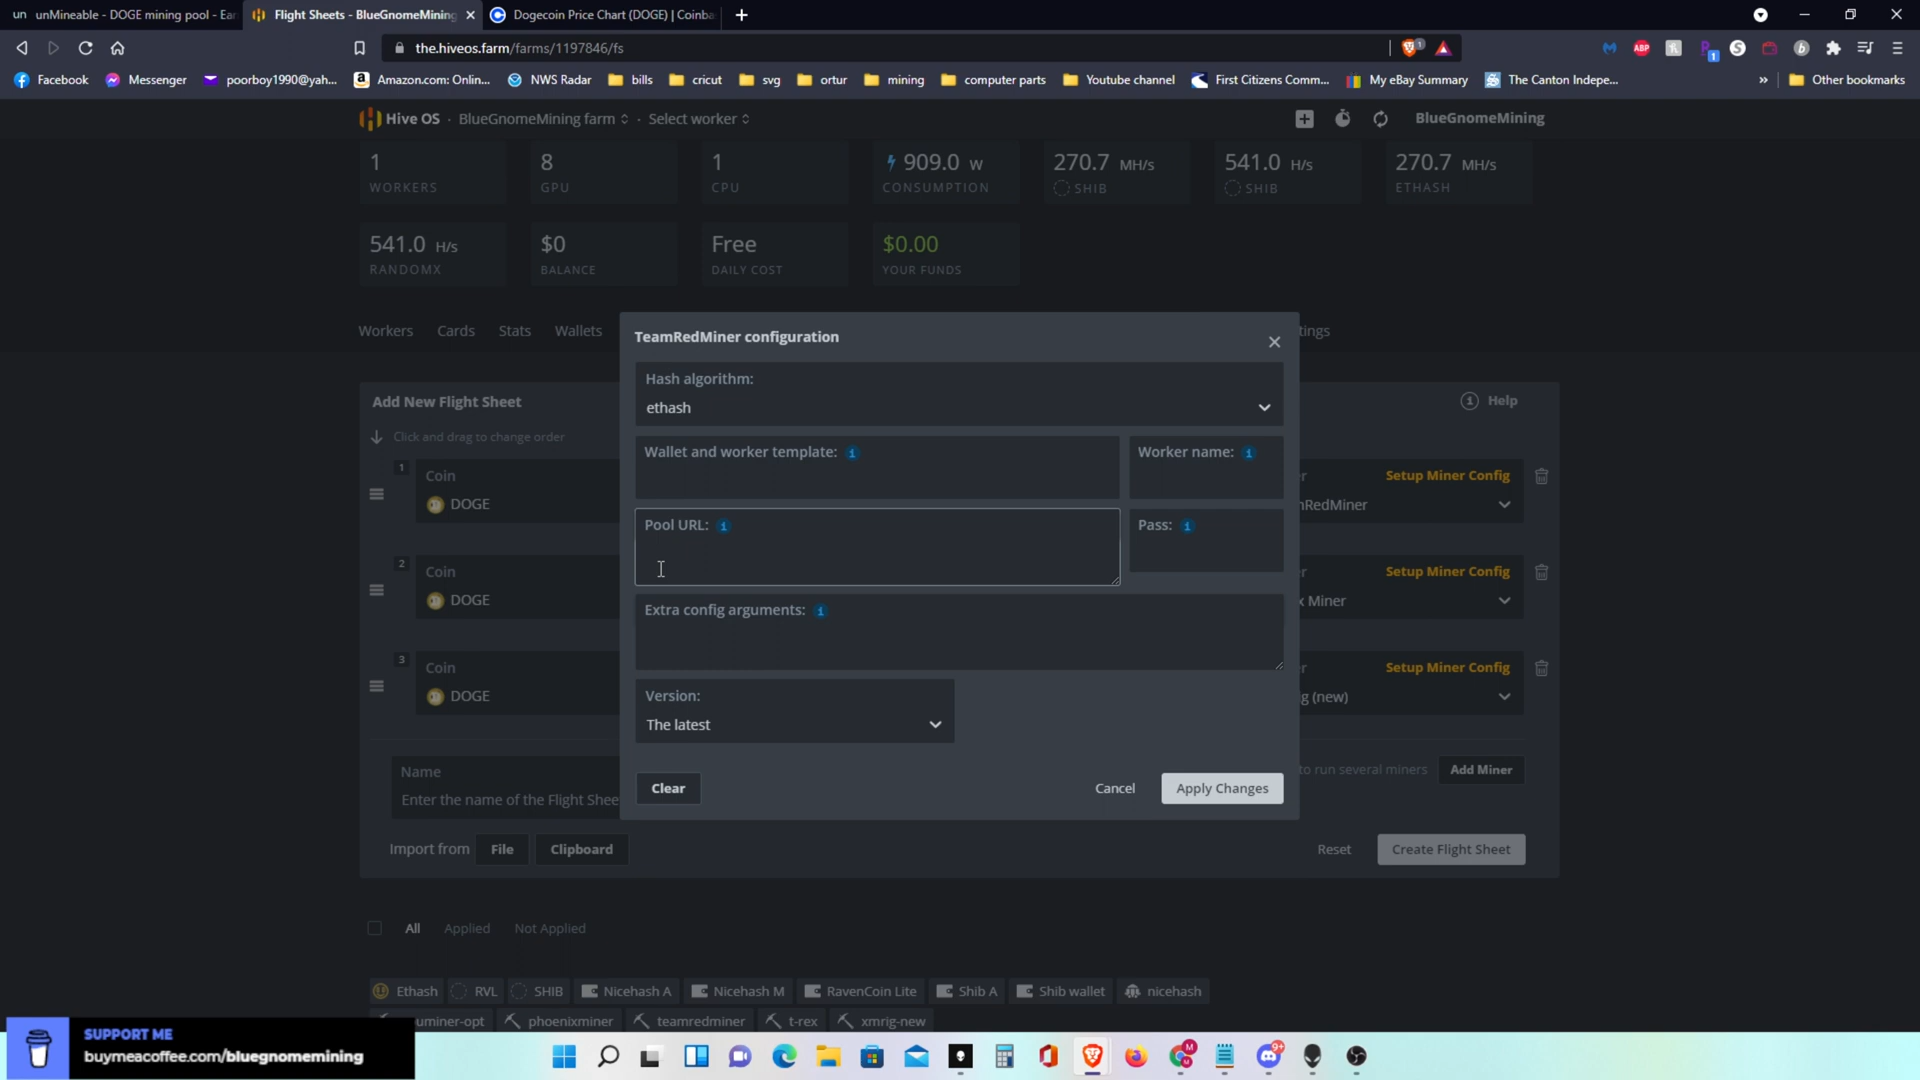 un unMineable - DOGE mining pool - Ear
Flight Sheets - BlueGnomeMining
Dogecoin Price Chart (DOGE) | Coinba
the.hiveos.farm/farms/1197846/fs
Facebook
Messenger
poorboy1990@yah...
Amazon.com: Onlin...
NWS Radar
bills
cricut
svg
ortur
mining
computer parts
Youtube channel
First Citizens Comm...
My eBay Summary
The Canton Indepe...
Other bookmarks
Hive OS · BlueGnomeMining farm · Select worker
BlueGnomeMining
1
WORKERS
8
GPU
1
CPU
909.0 W
CONSUMPTION
270.7 MH/s
SHIB
541.0 H/s
SHIB
270.7 MH/s
ETHASH
541.0 H/s
RANDOMX
$0
BALANCE
Free
DAILY COST
$0.00
YOUR FUNDS
Workers Cards Stats Wallets
tings
Add New Flight Sheet
Help
Click and drag to change order
1
Coin
DOGE
r
Setup Miner Config
nRedMiner
2
Coin
DOGE
r
Setup Miner Config
x Miner
3
Coin
DOGE
r
Setup Miner Config
g (new)
TeamRedMiner configuration
Hash algorithm:
ethash
Wallet and worker template:
Worker name:
Pool URL:
Pass:
Extra config arguments:
Version:
The latest
Clear
Cancel
Apply Changes
Name
Enter the name of the Flight Shee
to run several miners
Add Miner
Import from
File
Clipboard
Reset
Create Flight Sheet
All
Applied
Not Applied
Ethash
RVL
SHIB
Nicehash A
Nicehash M
RavenCoin Lite
Shib A
Shib wallet
nicehash
uminer-opt
phoenixminer
teamredminer
t-rex
xmrig-new
SUPPORT ME
buymeacoffee.com/bluegnomemining